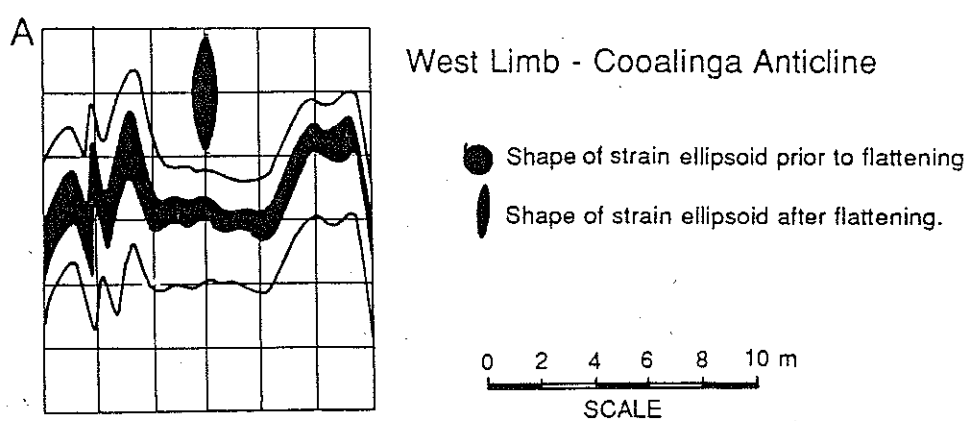 A
West Limb - Cooalinga Anticline
Shape of strain ellipsoid prior to flattening
Shape of strain ellipsoid after flattening.
0 2 4 6 8 10 m
SCALE